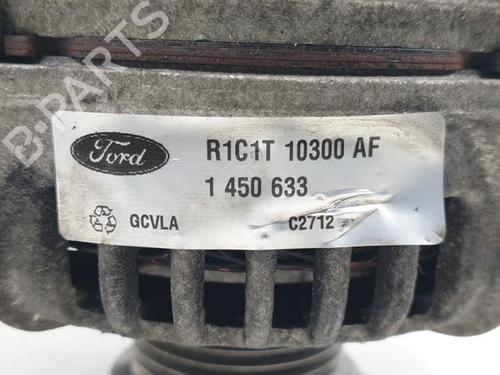 B-PARTS
Ford
R1C1T 10300 AF
1 450 633
GCVLA
C2712